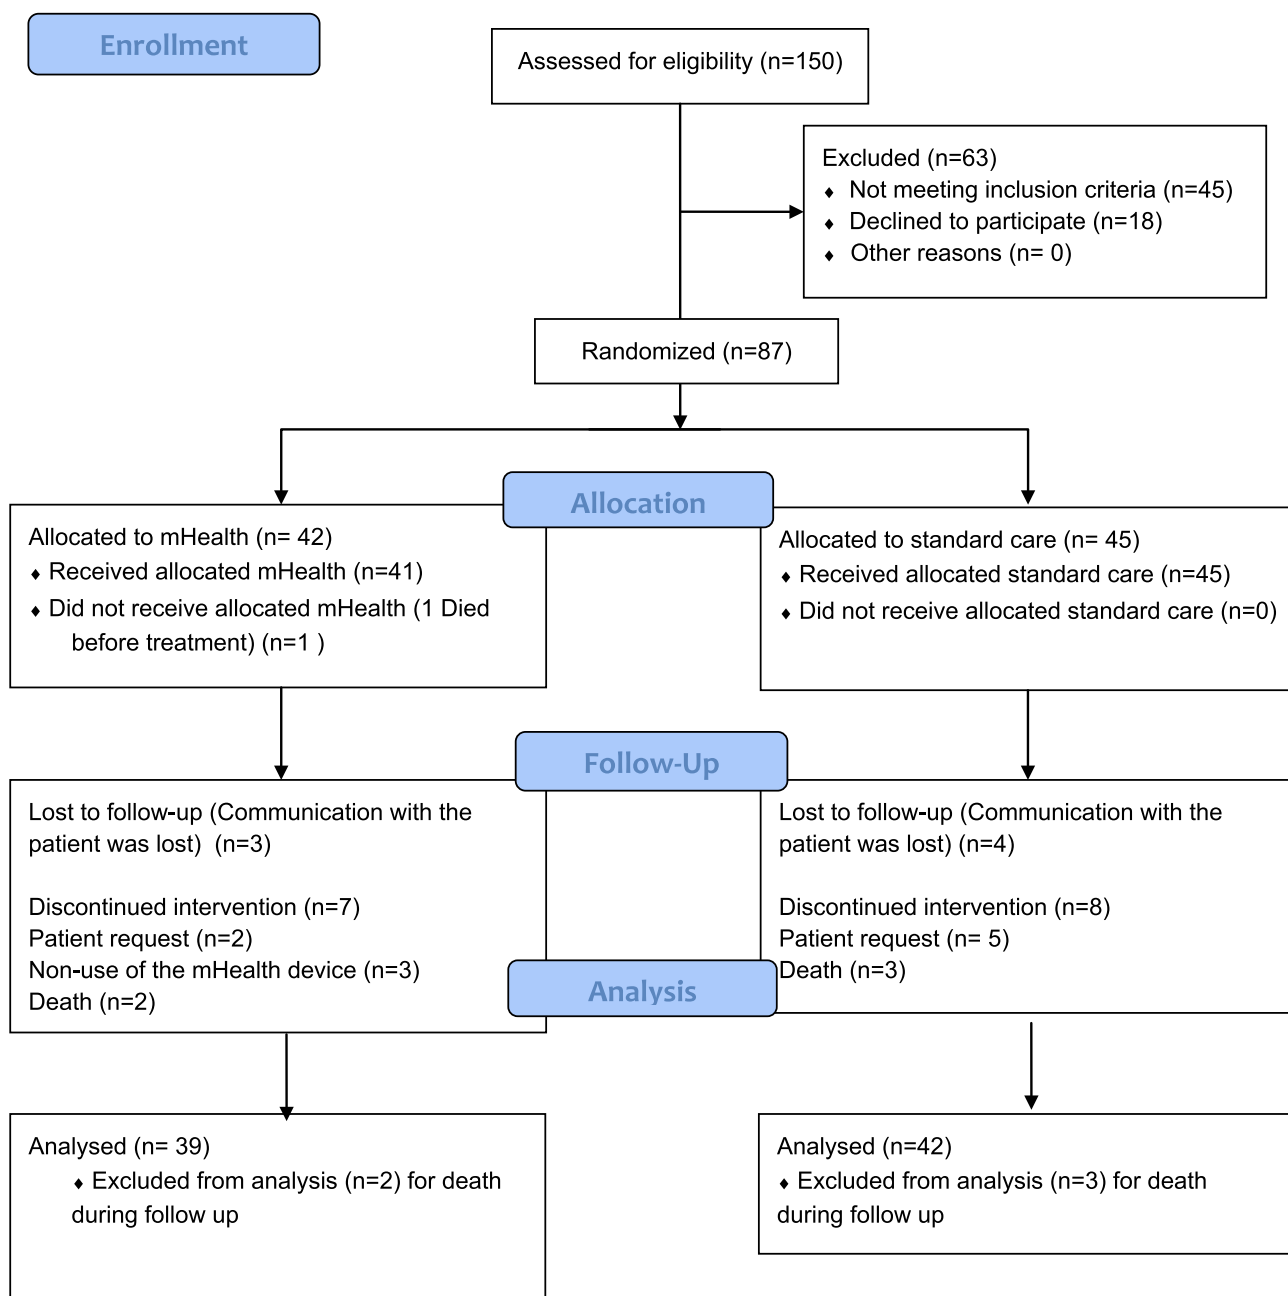 Enrollment
Assessed for eligibility (n=150)
Excluded (n=63)
♦ Not meeting inclusion criteria (n=45)
♦ Declined to participate (n=18)
♦ Other reasons (n= 0)
Randomized (n=87)
Allocation
Allocated to mHealth (n= 42)
♦ Received allocated mHealth (n=41)
♦ Did not receive allocated mHealth (1 Died
before treatment) (n=1 )
Allocated to standard care (n= 45)
♦ Received allocated standard care (n=45)
♦ Did not receive allocated standard care (n=0)
Follow-Up
Lost to follow-up (Communication with the
patient was lost) (n=3)
Discontinued intervention (n=7)
Patient request (n=2)
Non-use of the mHealth device (n=3)
Death (n=2)
Lost to follow-up (Communication with the
patient was lost) (n=4)
Discontinued intervention (n=8)
Patient request (n= 5)
Death (n=3)
Analysis
Analysed (n= 39)
♦ Excluded from analysis (n=2) for death
during follow up
Analysed (n=42)
♦ Excluded from analysis (n=3) for death
during follow up